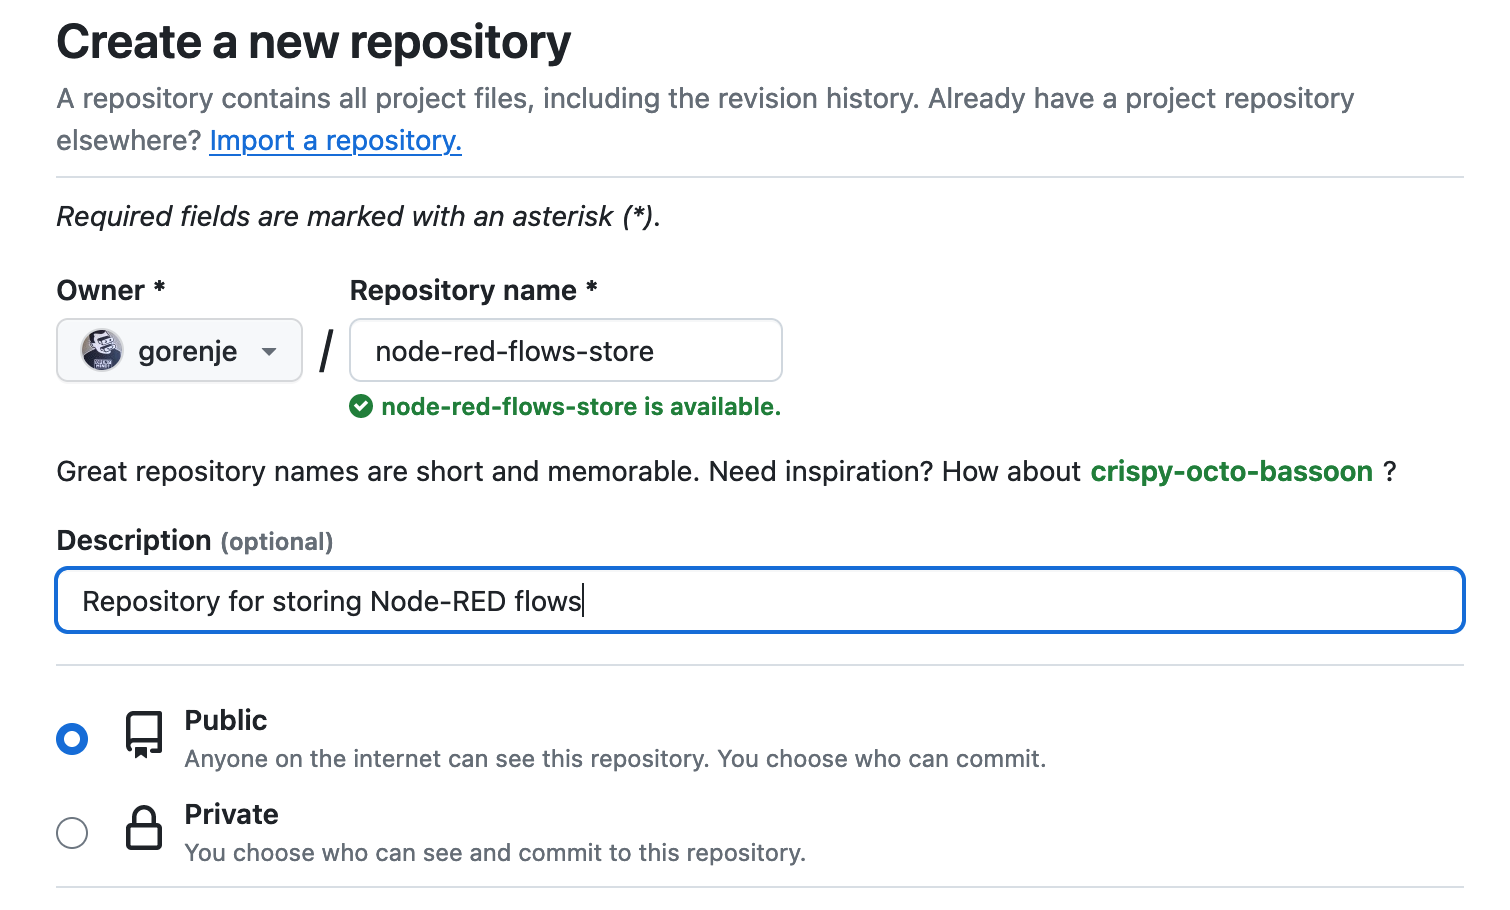 Create a new repository
A repository contains all project files, including the revision history. Already have a project repository
elsewhere? Import a repository.
Required fields are marked with an asterisk (*).
Owner * Repository name *
gorenje / node-red-flows-store
node-red-flows-store is available.
Great repository names are short and memorable. Need inspiration? How about crispy-octo-bassoon ?
Description (optional)
Repository for storing Node-RED flows
Public
Anyone on the internet can see this repository. You choose who can commit.
Private
You choose who can see and commit to this repository.